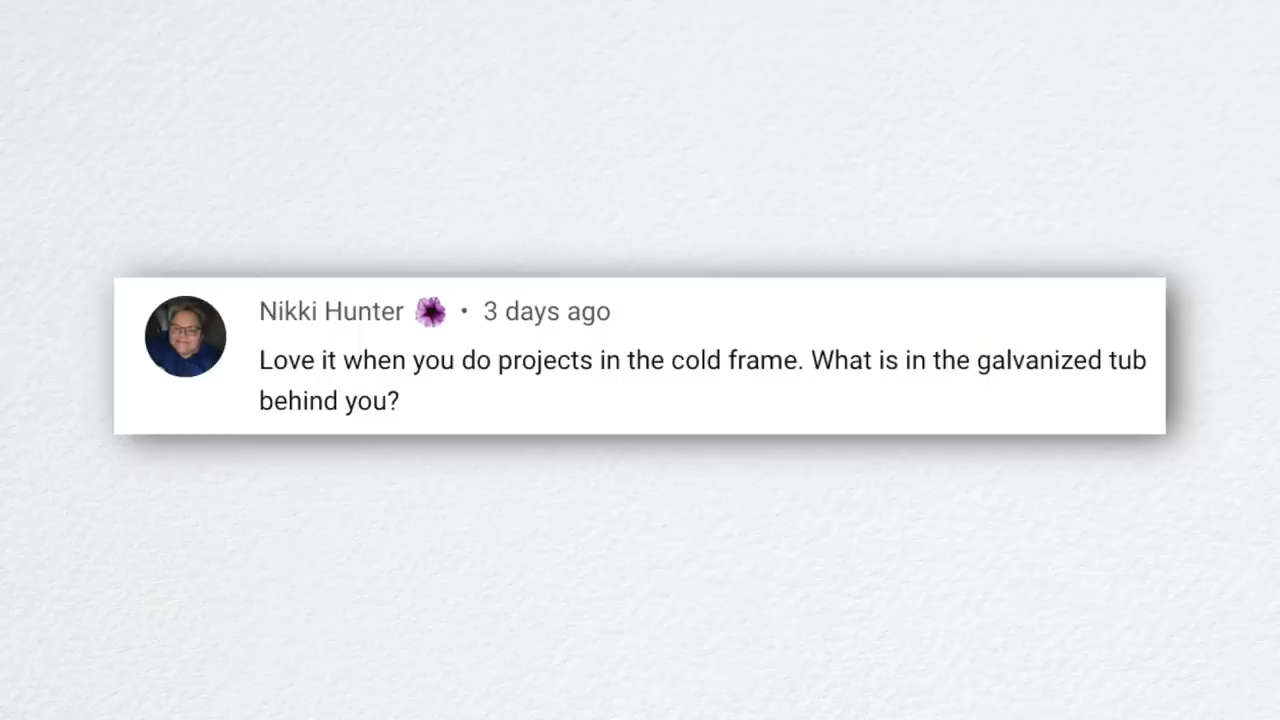 Nikki Hunter • 3 days ago
Love it when you do projects in the cold frame. What is in the galvanized tub
behind you?